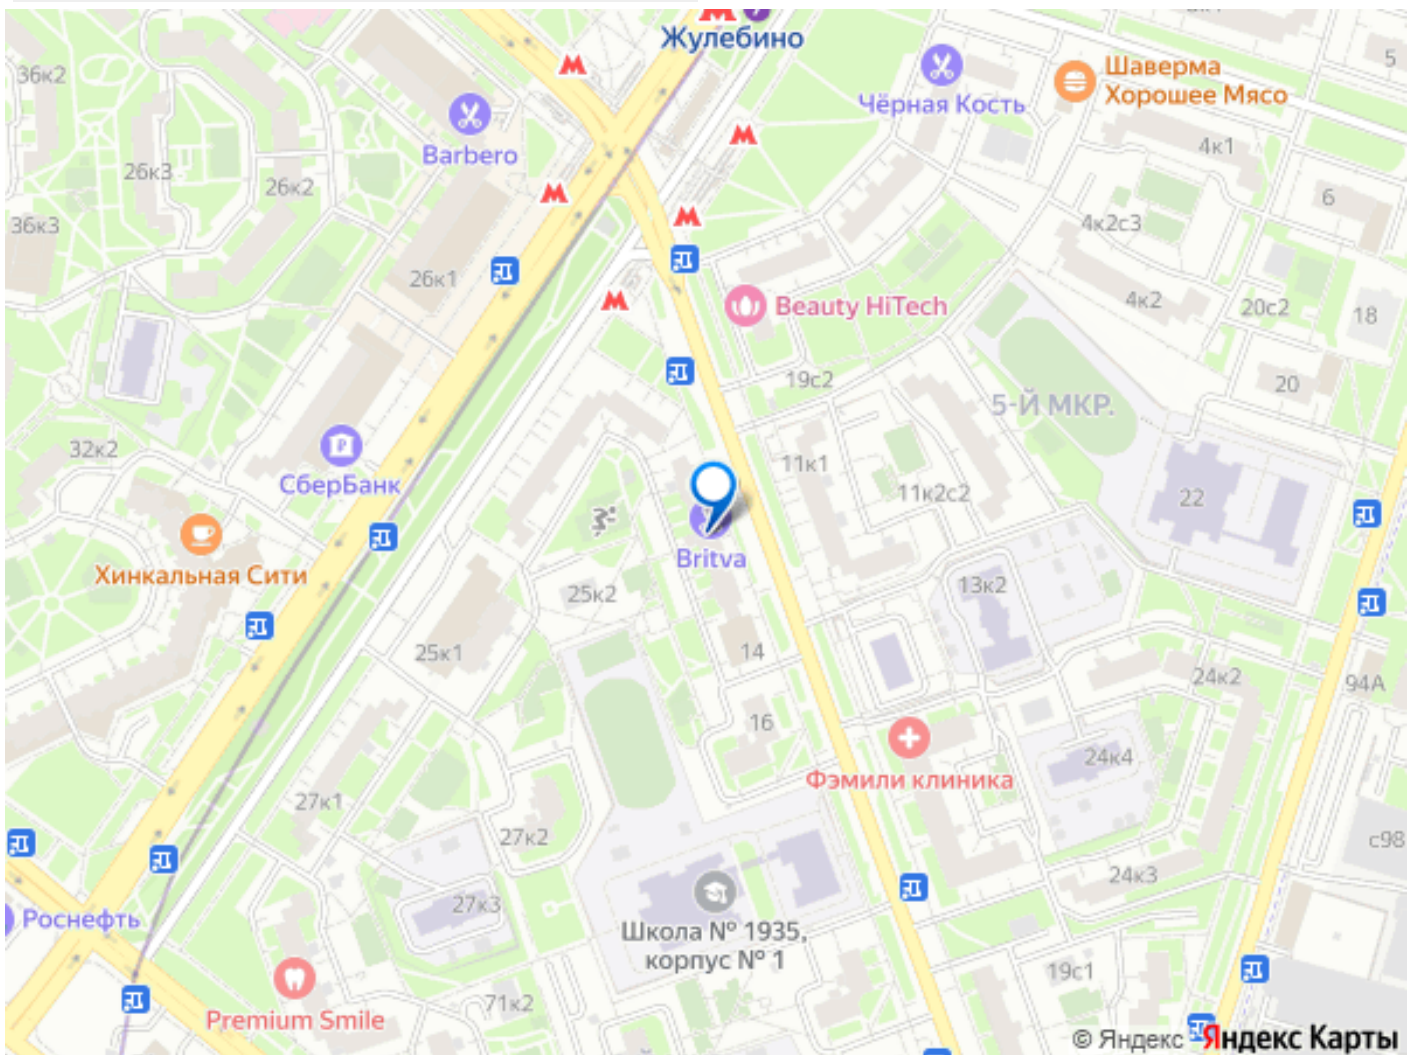 Жулебино
36к2
Barbero
Чёрная Кость
Шаверма
Хорошее Мясо
5
4к1
26к3
26к2
6
36к3
4к2с3
26к1
4к2
20с2
18
Beauty HiTech
19с2
20
5-Й МКР.
32к2
СберБанк
11к1
11к2с2
22
Хинкальная Сити
Britva
25к2
13к2
25к1
14
24к2
94А
16
24к4
Фэмили клиника
27к1
27к2
с98
24к3
Роснефть
27к3
Школа № 1935,
корпус № 1
19с1
Premium Smile
71к2
© Яндекс Яндекс Карты